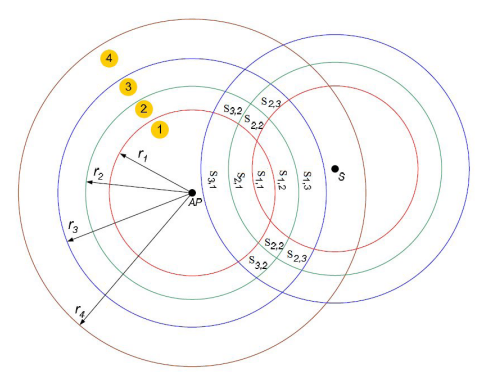 4
3
2
1
r1
r2
r3
r4
AP
S
S3,2
S2,3
S2,2
S3,1
S2,1
S1,1
S1,2
S1,3
S2,2
S2,3
S3,2